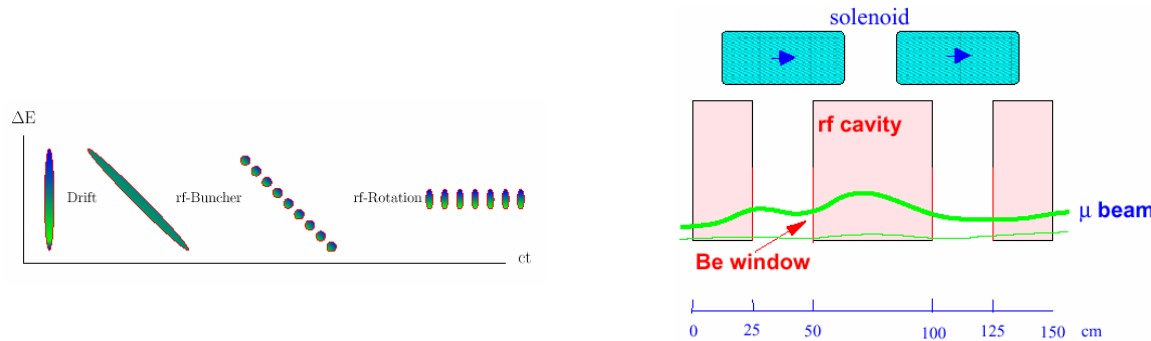 ΔE
Drift
rf-Buncher
rf-Rotation
ct
solenoid
rf cavity
μ beam
Be window
0 25 50 100 125 150 cm